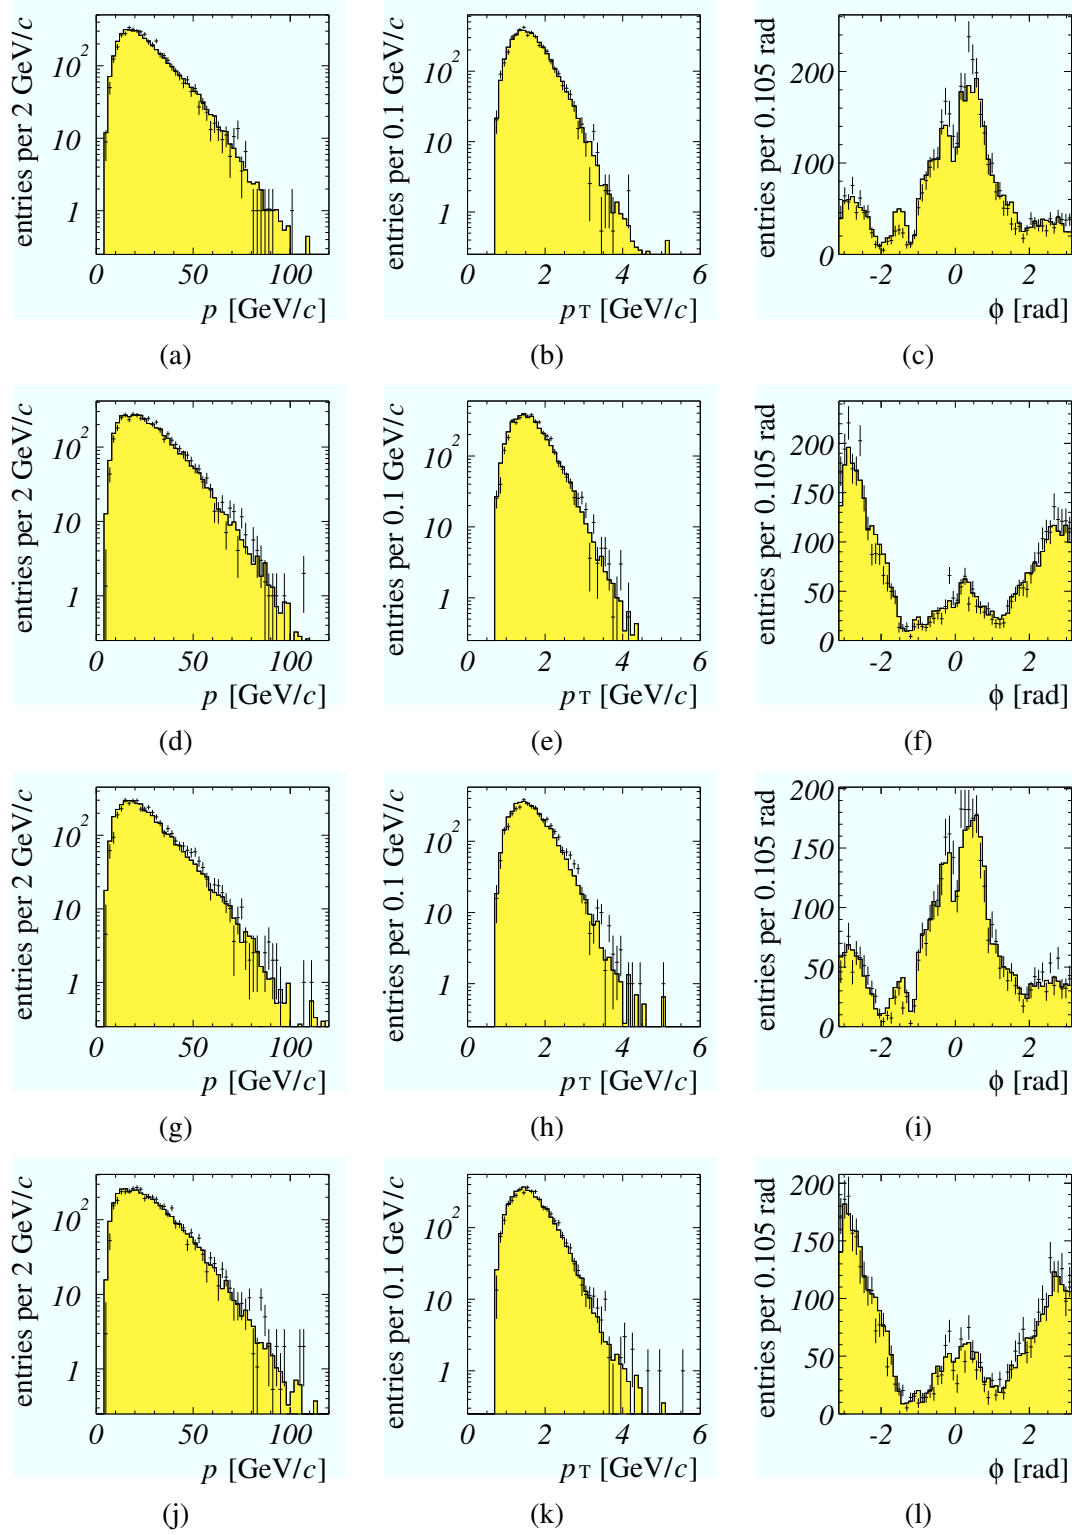 entries per 2 GeV/c
10²
10
1
0 50 100
p [GeV/c]
(a)
entries per 0.1 GeV/c
10²
10
1
0 2 4 6
pT [GeV/c]
(b)
entries per 0.105 rad
200
100
0
-2 0 2
ϕ [rad]
(c)
entries per 2 GeV/c
10²
10
1
0 50 100
p [GeV/c]
(d)
entries per 0.1 GeV/c
10²
10
1
0 2 4 6
pT [GeV/c]
(e)
entries per 0.105 rad
200
150
100
50
0
-2 0 2
ϕ [rad]
(f)
entries per 2 GeV/c
10²
10
1
0 50 100
p [GeV/c]
(g)
entries per 0.1 GeV/c
10²
10
1
0 2 4 6
pT [GeV/c]
(h)
entries per 0.105 rad
200
150
100
50
0
-2 0 2
ϕ [rad]
(i)
entries per 2 GeV/c
10²
10
1
0 50 100
p [GeV/c]
(j)
entries per 0.1 GeV/c
10²
10
1
0 2 4 6
pT [GeV/c]
(k)
entries per 0.105 rad
200
150
100
50
0
-2 0 2
ϕ [rad]
(l)